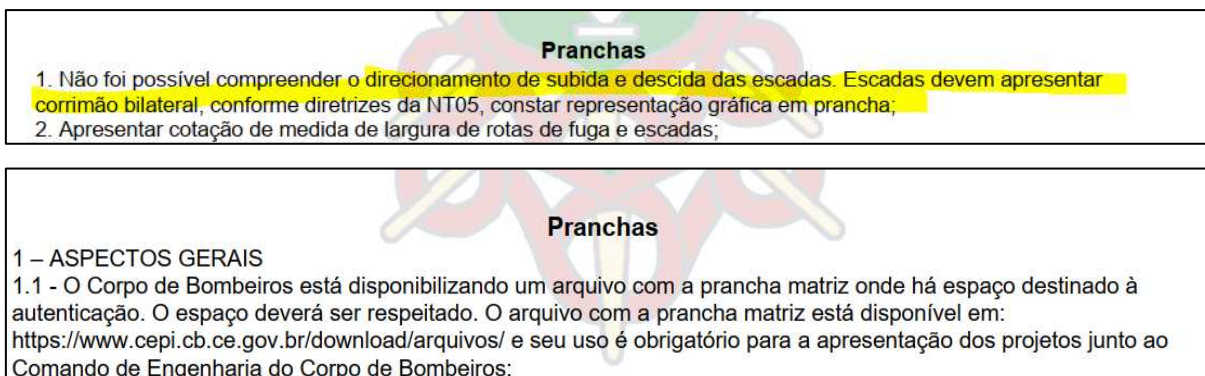 Pranchas
1. Não foi possível compreender o direcionamento de subida e descida das escadas. Escadas devem apresentar
corrimão bilateral, conforme diretrizes da NT05, constar representação gráfica em prancha;
2. Apresentar cotação de medida de largura de rotas de fuga e escadas;
Pranchas
1 – ASPECTOS GERAIS
1.1 - O Corpo de Bombeiros está disponibilizando um arquivo com a prancha matriz onde há espaço destinado à
autenticação. O espaço deverá ser respeitado. O arquivo com a prancha matriz está disponível em:
https://www.cepi.cb.ce.gov.br/download/arquivos/ e seu uso é obrigatório para a apresentação dos projetos junto ao
Comando de Engenharia do Corpo de Bombeiros;